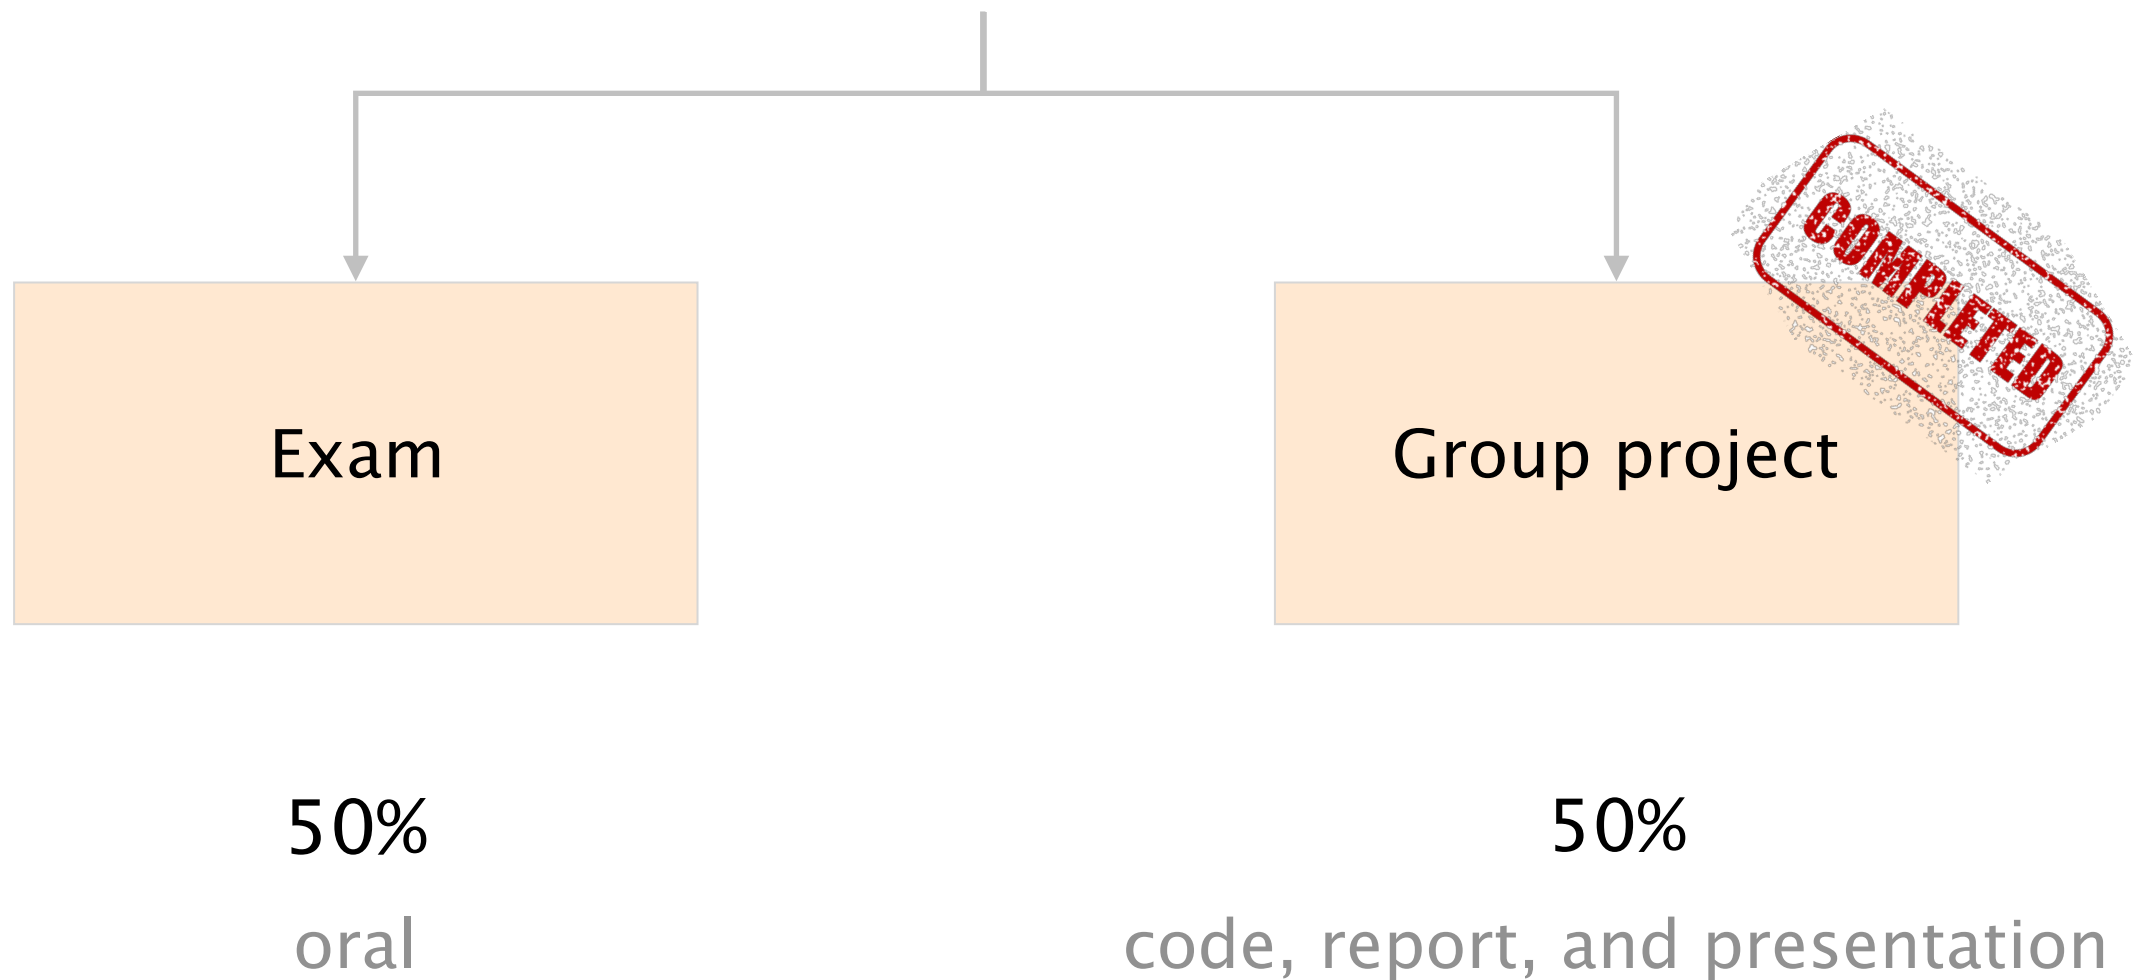 COMPLETED
Exam
Group project
50%
50%
oral
code, report, and presentation